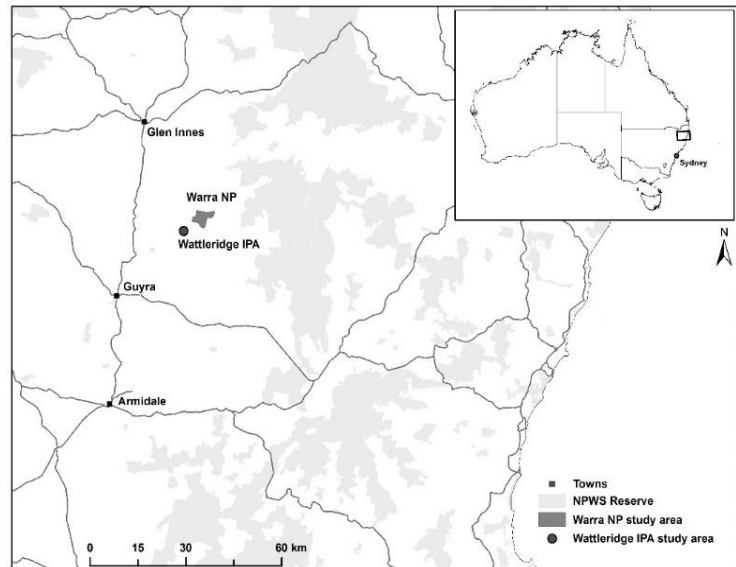 Sydney
Glen Innes
Warra NP
Wattleridge IPA
N
Guyra
Armidale
Towns
NPWS Reserve
Warra NP study area
Wattleridge IPA study area
0 15 30 60 km